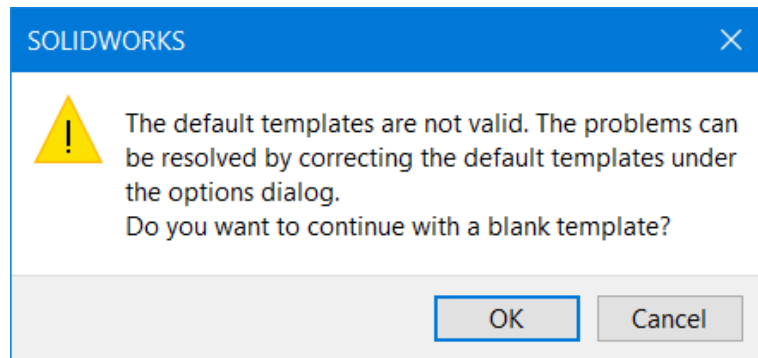 SOLIDWORKS
The default templates are not valid. The problems can
be resolved by correcting the default templates under
the options dialog.
Do you want to continue with a blank template?
OK
Cancel